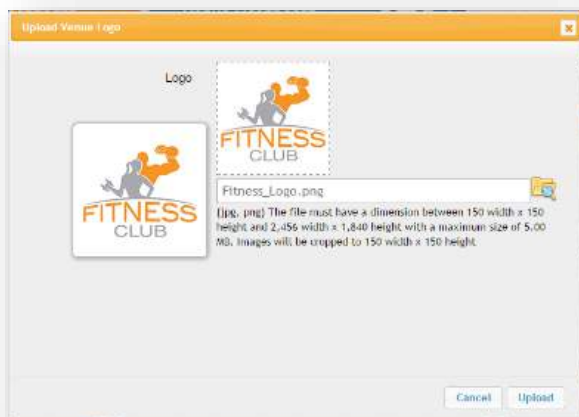 Upload Venue Logo
Logo
FITNESS
CLUB
FITNESS
CLUB
Fitness_Logo.png
(jpg, png) The file must have a dimension between 150 width x 150
height and 2,456 width x 1,840 height with a maximum size of 5.00
MB. Images will be cropped to 150 width x 150 height
Cancel
Upload